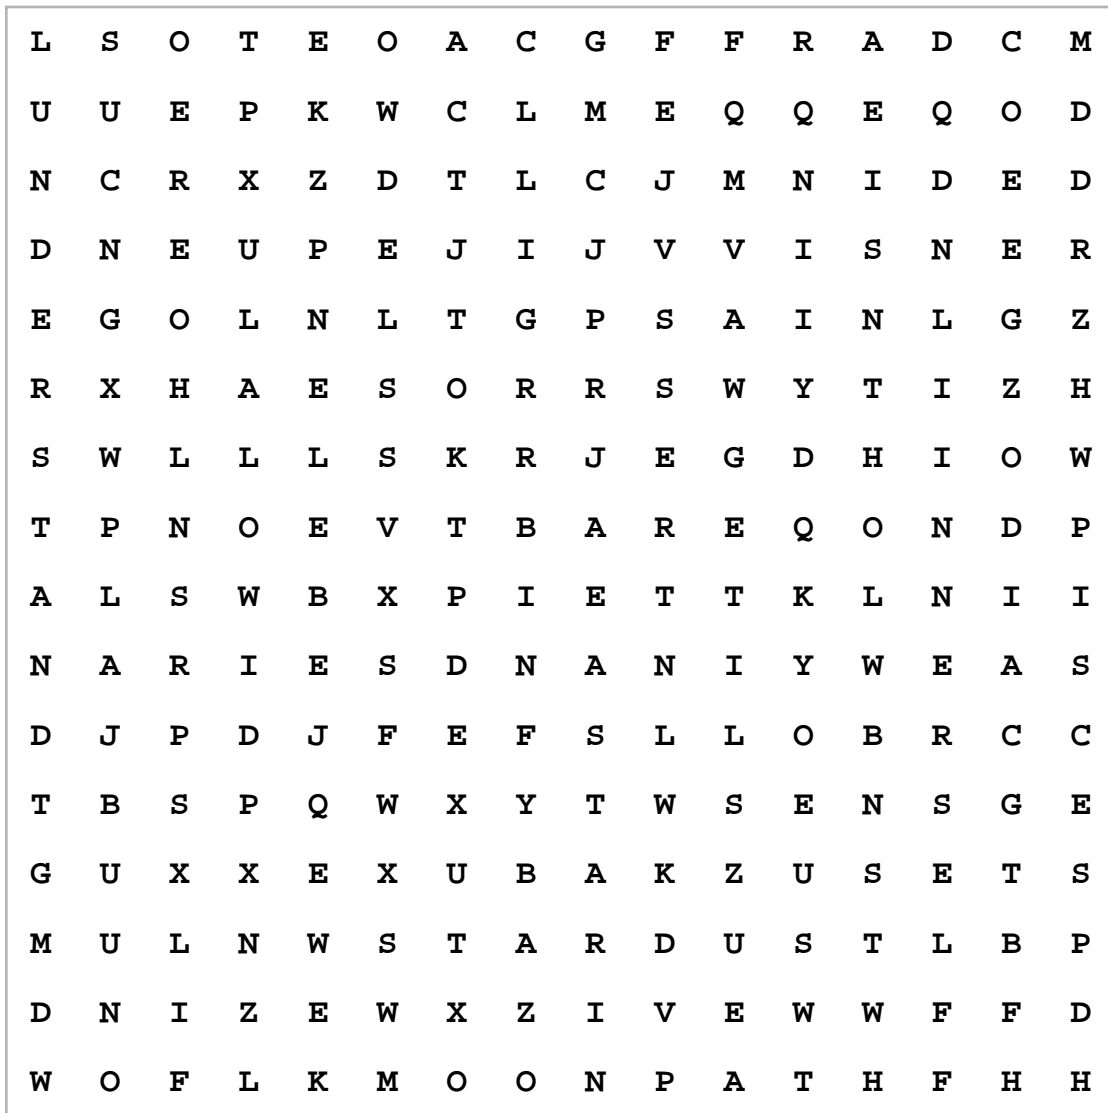 L S O T E O A C G F F R A D C M
U U E P K W C L M E Q Q E Q O D
N C R X Z D T L C J M N I D E D
D N E U P E J I J V V I S N E R
E G O L N L T G P S A I N L G Z
R X H A E S O R R S W Y T I Z H
S W L L L S K R J E G D H I O W
T P N O E V T B A R E Q O N D P
A L S W B X P I E T T K L N I I
N A R I E S D N A N I Y W E A S
D J P D J F E F S L L O B R C C
T B S P Q W X Y T W S E N S G E
G U X X E X U B A K Z U S E T S
M U L N W S T A R D U S T L B P
D N I Z E W X Z I V E W W F F D
W O F L K M O O N P A T H F H H